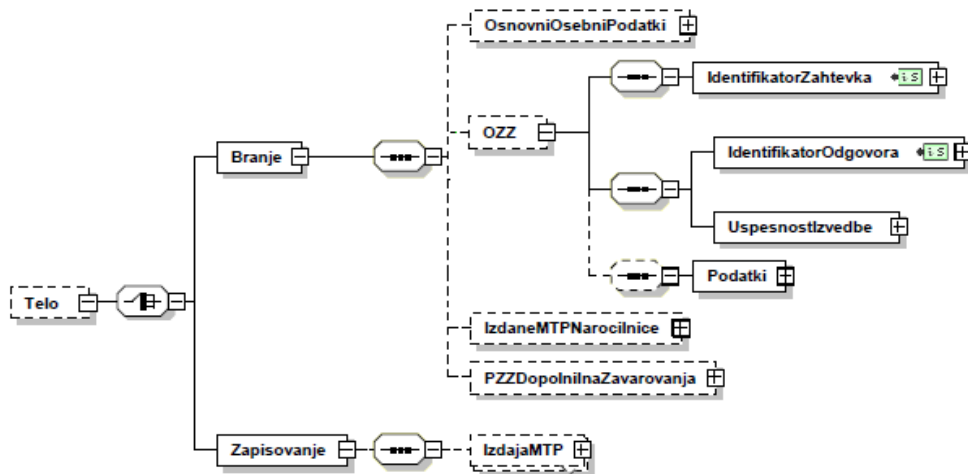 OsnovniOsebniPodatki
IdentifikatorZahtevka
i S
OZZ
Branje
IdentifikatorOdgovora
i S
UspesnostIzvedbe
Podatki
Telo
IzdaneMTPNarocilnice
PZZDopolnilnaZavarovanja
Zapisovanje
IzdajaMTP